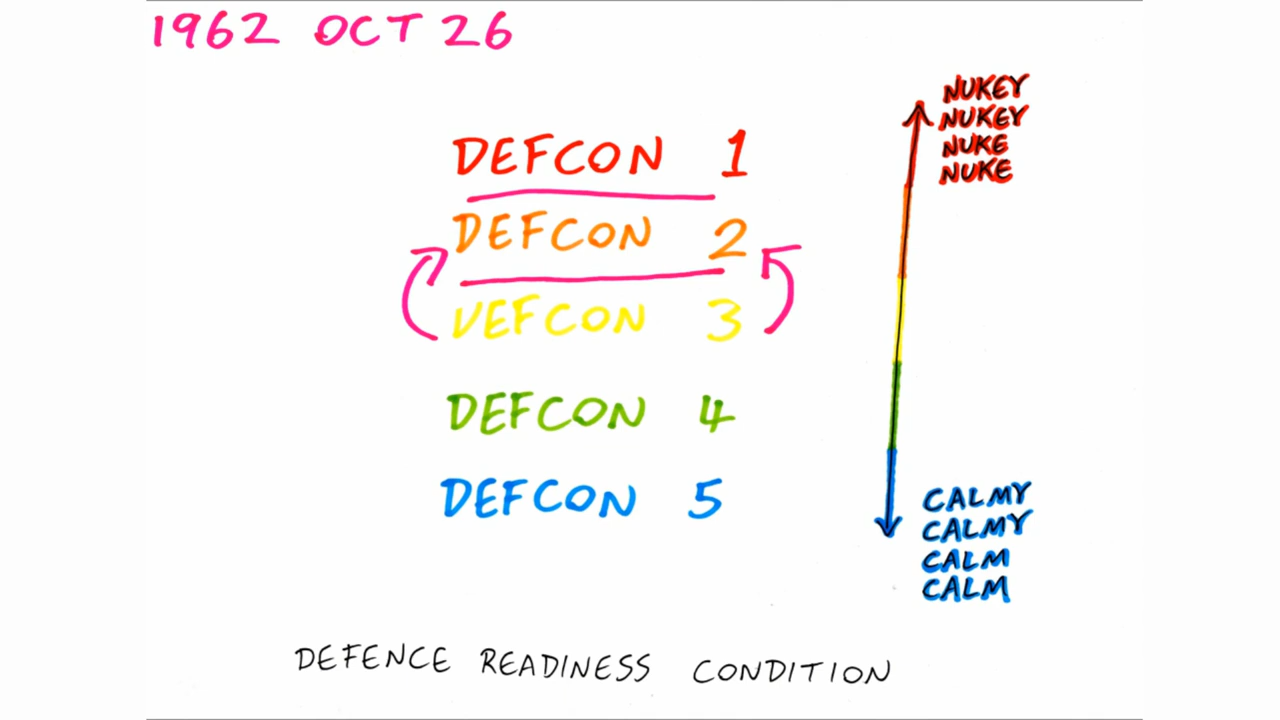 1962 OCT 26
DEFCON 1
DEFCON 2
DEFCON 3
DEFCON 4
DEFCON 5
NUKEY
NUKEY
NUKE
NUKE
CALMY
CALMY
CALM
CALM
DEFENCE READINESS CONDITION